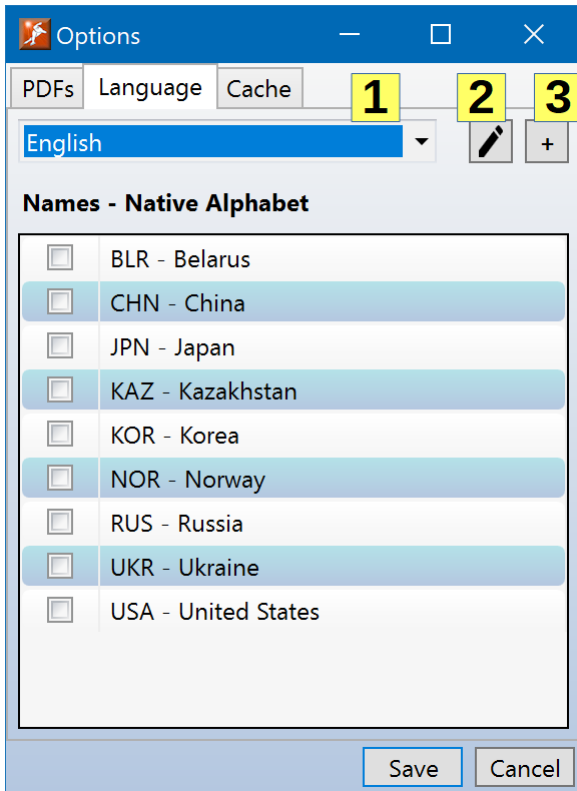 Options
PDFs Language Cache 1 2 3
English +
Names - Native Alphabet
BLR - Belarus
CHN - China
JPN - Japan
KAZ - Kazakhstan
KOR - Korea
NOR - Norway
RUS - Russia
UKR - Ukraine
USA - United States
Save Cancel